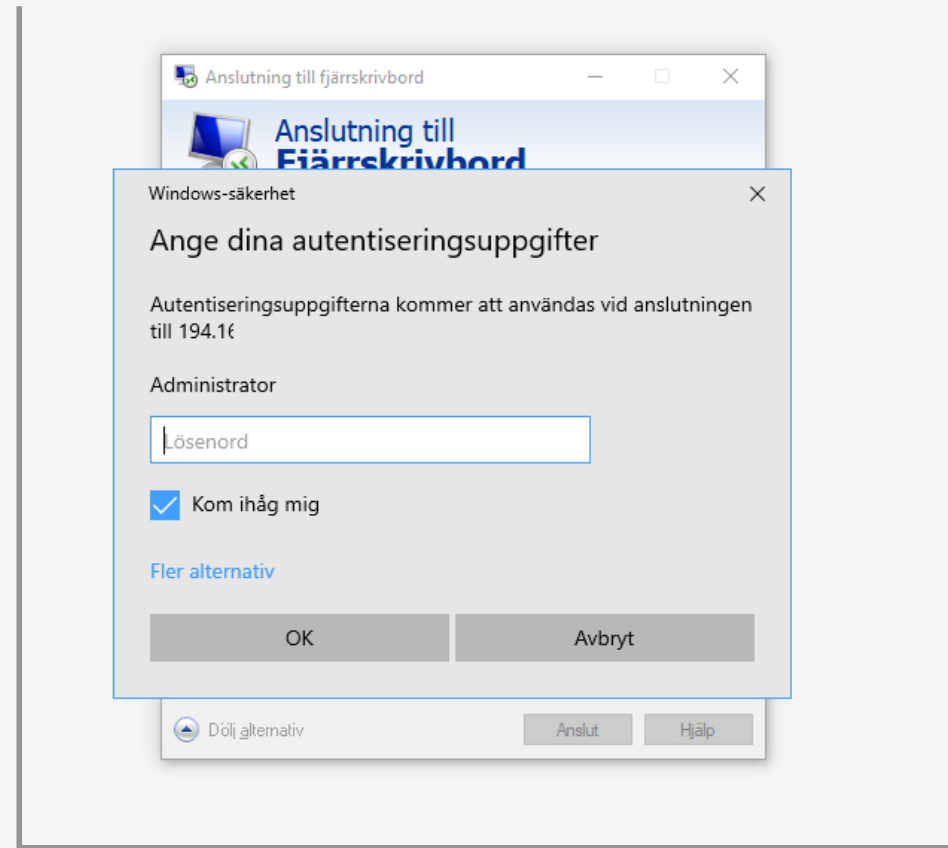 Anslutning till fjärrskrivbord
Anslutning till
Fjärrskrivbord
Windows-säkerhet
Ange dina autentiseringsuppgifter
Autentiseringsuppgifterna kommer att användas vid anslutningen
till 194.16
Administrator
Lösenord
Kom ihåg mig
Fler alternativ
OK Avbryt
Dölj alternativ Anslut Hjälp